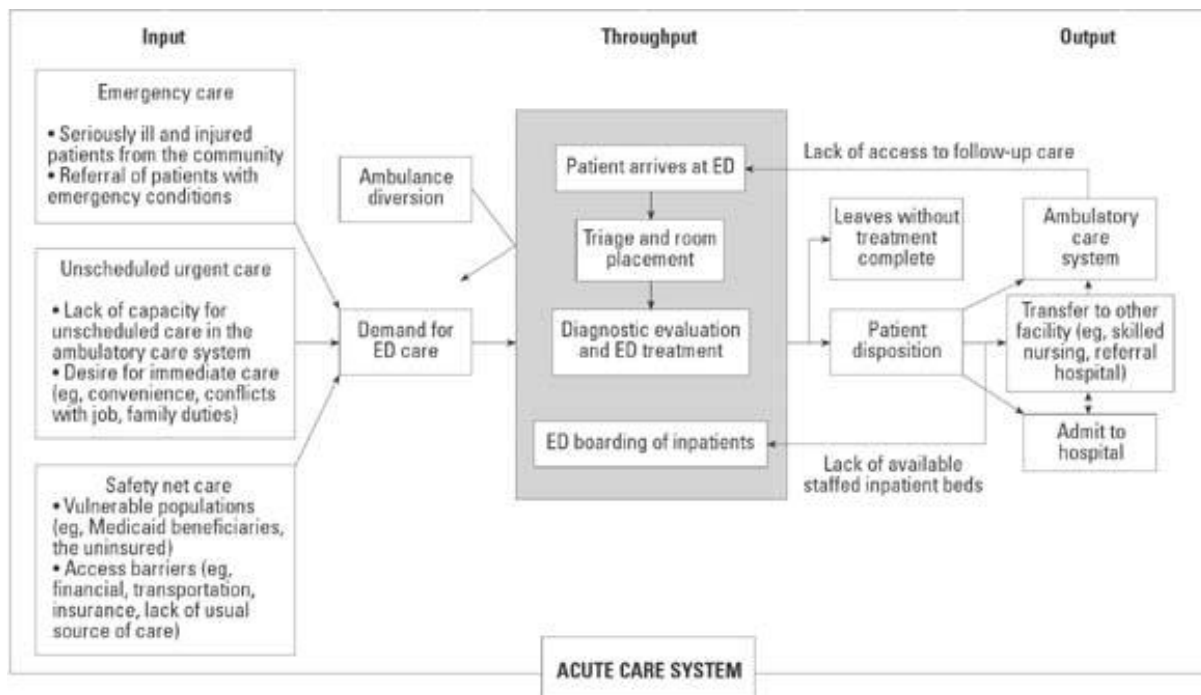 Input
Throughput
Output
Emergency care
• Seriously ill and injured
patients from the community
• Referral of patients with
emergency conditions
Unscheduled urgent care
• Lack of capacity for
unscheduled care in the
ambulatory care system
• Desire for immediate care
(eg, convenience, conflicts
with job, family duties)
Safety net care
• Vulnerable populations
(eg, Medicaid beneficiaries,
the uninsured)
• Access barriers (eg,
financial, transportation,
insurance, lack of usual
source of care)
Ambulance
diversion
Demand for
ED care
Patient arrives at ED
Triage and room
placement
Diagnostic evaluation
and ED treatment
ED boarding of inpatients
Lack of access to follow-up care
Leaves without
treatment
complete
Patient
disposition
Lack of available
staffed inpatient beds
Ambulatory
care
system
Transfer to other
facility (eg, skilled
nursing, referral
hospital)
Admit to
hospital
ACUTE CARE SYSTEM